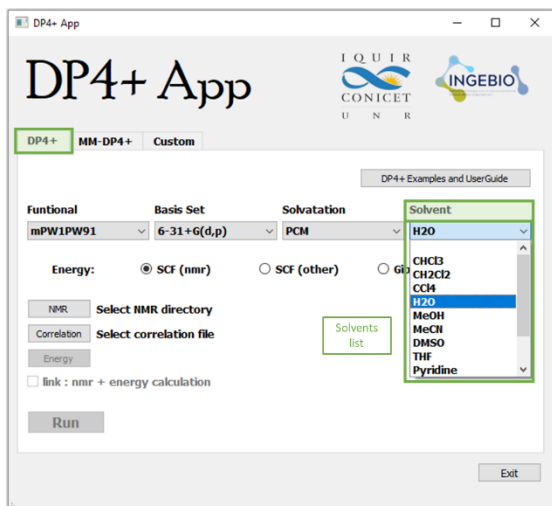 DP4+ App
DP4+ App
I Q U I R
CONICET
U N R
INGEBIO
DP4+ MM-DP4+ Custom
DP4+ Examples and UserGuide
Funtional Basis Set Solvatation Solvent
mPW1PW91 6-31+G(d,p) PCM H2O
Energy: SCF (nmr) SCF (other)
CHCl3
CH2Cl2
CCl4
H2O
MeOH
MeCN
DMSO
THF
Pyridine
NMR Select NMR directory
Correlation Select correlation file
Energy
link : nmr + energy calculation
Solvents
list
Run
Exit